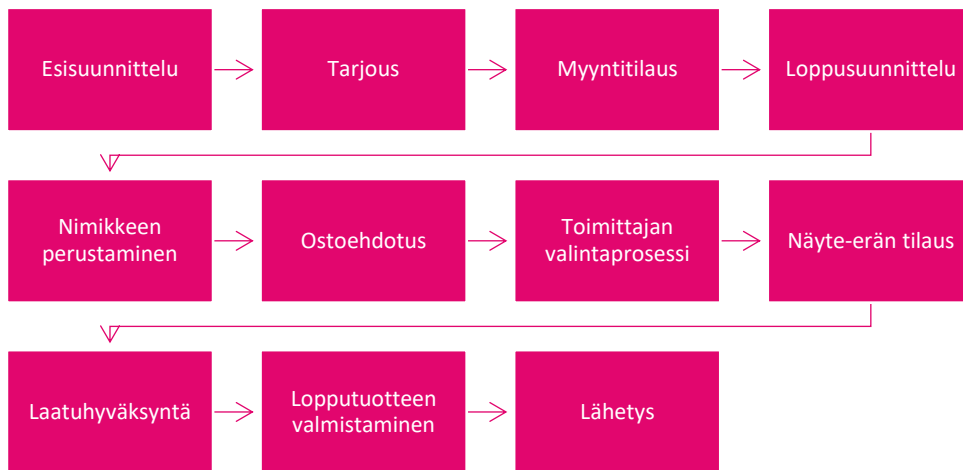 Esisuunnittelu
Tarjous
Myyntitilaus
Loppusuunnittelu
Nimikkeen
perustaminen
Ostoehdotus
Toimittajan
valintaprosessi
Näyte-erän tilaus
Laatuhyväksyntä
Lopputuotteen
valmistaminen
Lähetys